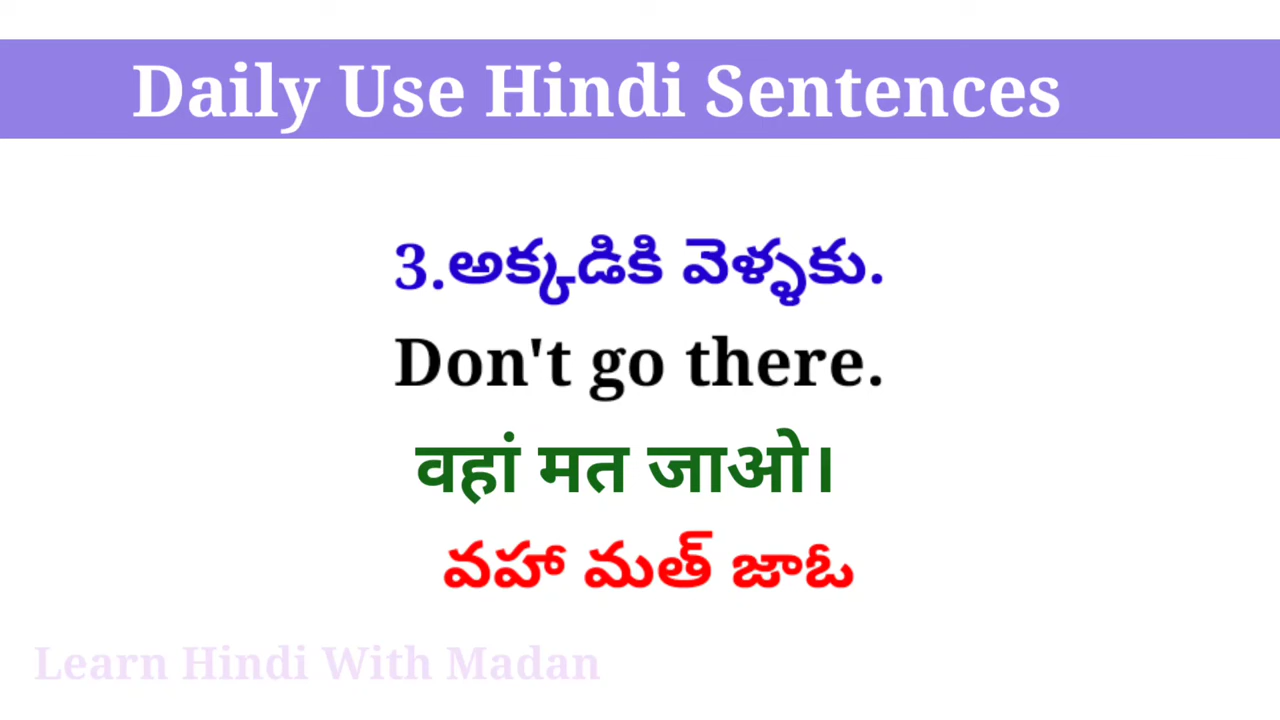 Daily Use Hindi Sentences
3.అక్కడికి వెళ్ళకు.
Don't go there.
वहां मत जाओ।
వహా మత్ జాఓ
Learn Hindi With Madan